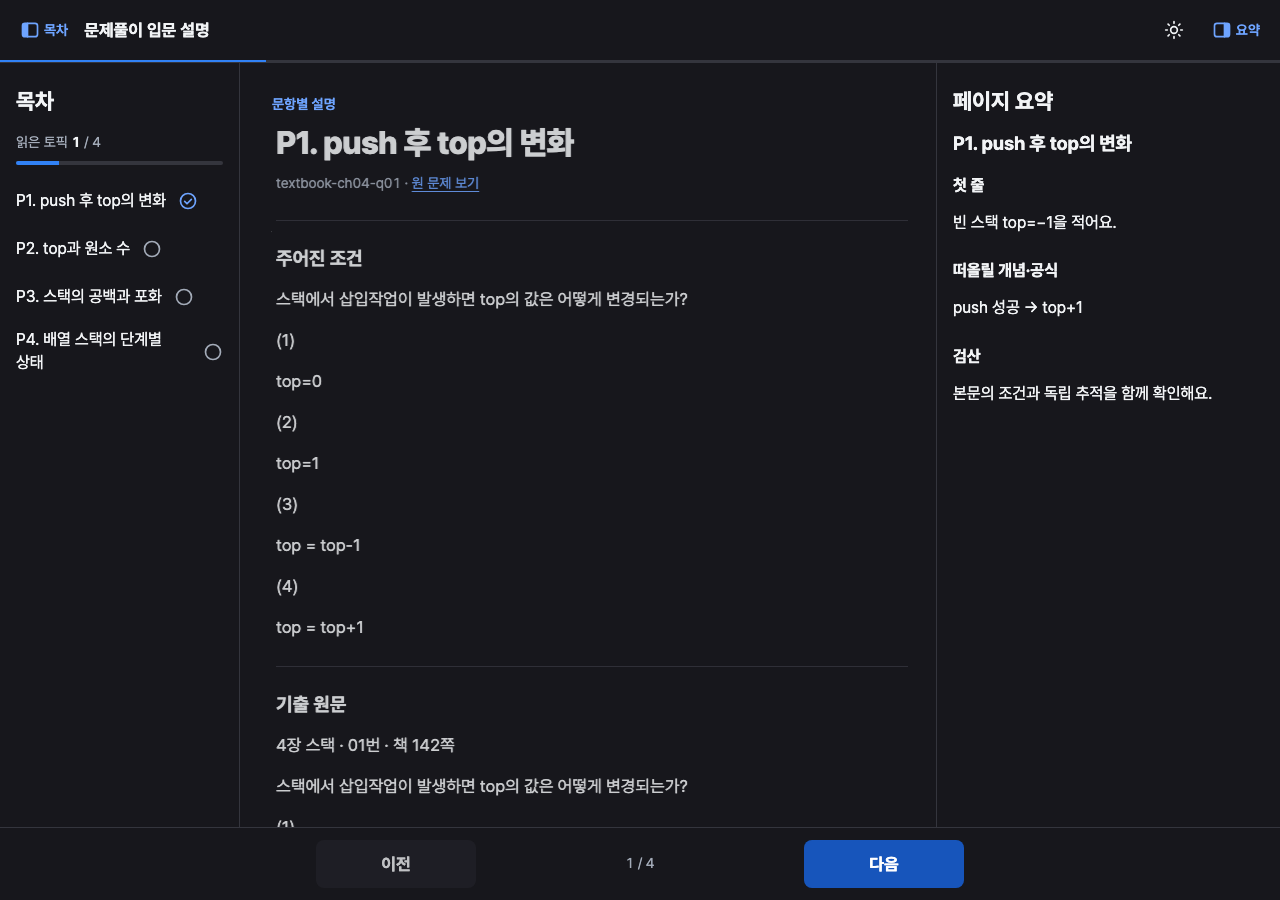 목차 문제풀이 입문 설명 요약
목차
읽은 토픽 1 / 4
P1. push 후 top의 변화
P2. top과 원소 수
P3. 스택의 공백과 포화
P4. 배열 스택의 단계별
상태
문항별 설명
P1. push 후 top의 변화
textbook-ch04-q01 · 원 문제 보기
주어진 조건
스택에서 삽입작업이 발생하면 top의 값은 어떻게 변경되는가?
(1)
top=0
(2)
top=1
(3)
top = top-1
(4)
top = top+1
기출 원문
4장 스택 · 01번 · 책 142쪽
스택에서 삽입작업이 발생하면 top의 값은 어떻게 변경되는가?
(1)
페이지 요약
P1. push 후 top의 변화
첫 줄
빈 스택 top=−1을 적어요.
떠올릴 개념·공식
push 성공 → top+1
검산
본문의 조건과 독립 추적을 함께 확인해요.
이전 1 / 4 다음